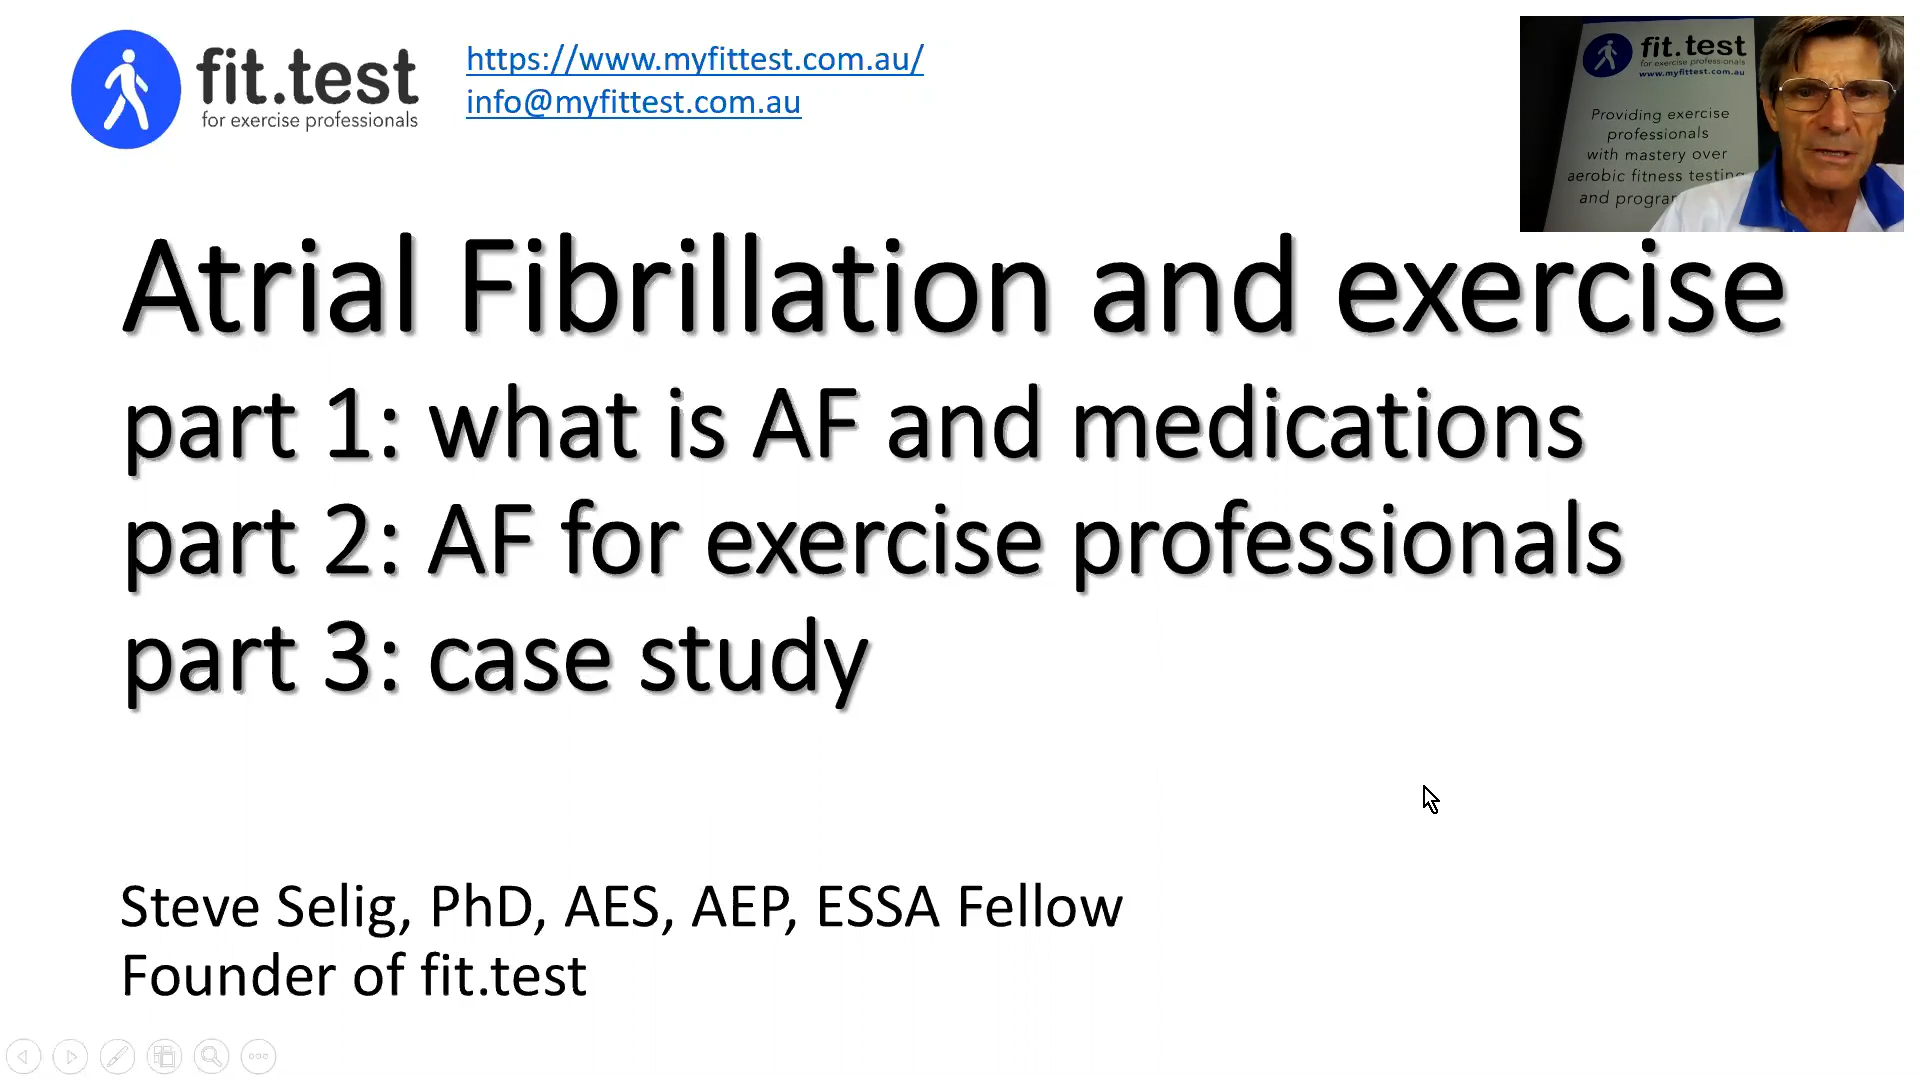 fit.test
for exercise professionals
https://www.myfittest.com.au/
info@myfittest.com.au
fit.test
for exercise professionals
www.myfittest.com.au
Providing exercise
professionals
with mastery over
aerobic fitness testing
and progra
Atrial Fibrillation and exercise
part 1: what is AF and medications
part 2: AF for exercise professionals
part 3: case study
Steve Selig, PhD, AES, AEP, ESSA Fellow
Founder of fit.test